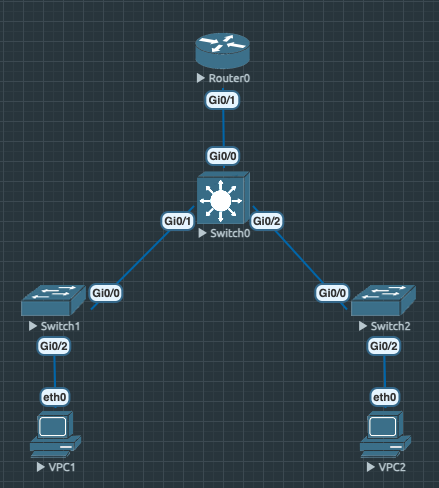 Router0
Gi0/1
Gi0/0
Gi0/1
Gi0/2
Switch0
Gi0/0
Gi0/0
Switch1
Switch2
Gi0/2
Gi0/2
eth0
eth0
VPC1
VPC2